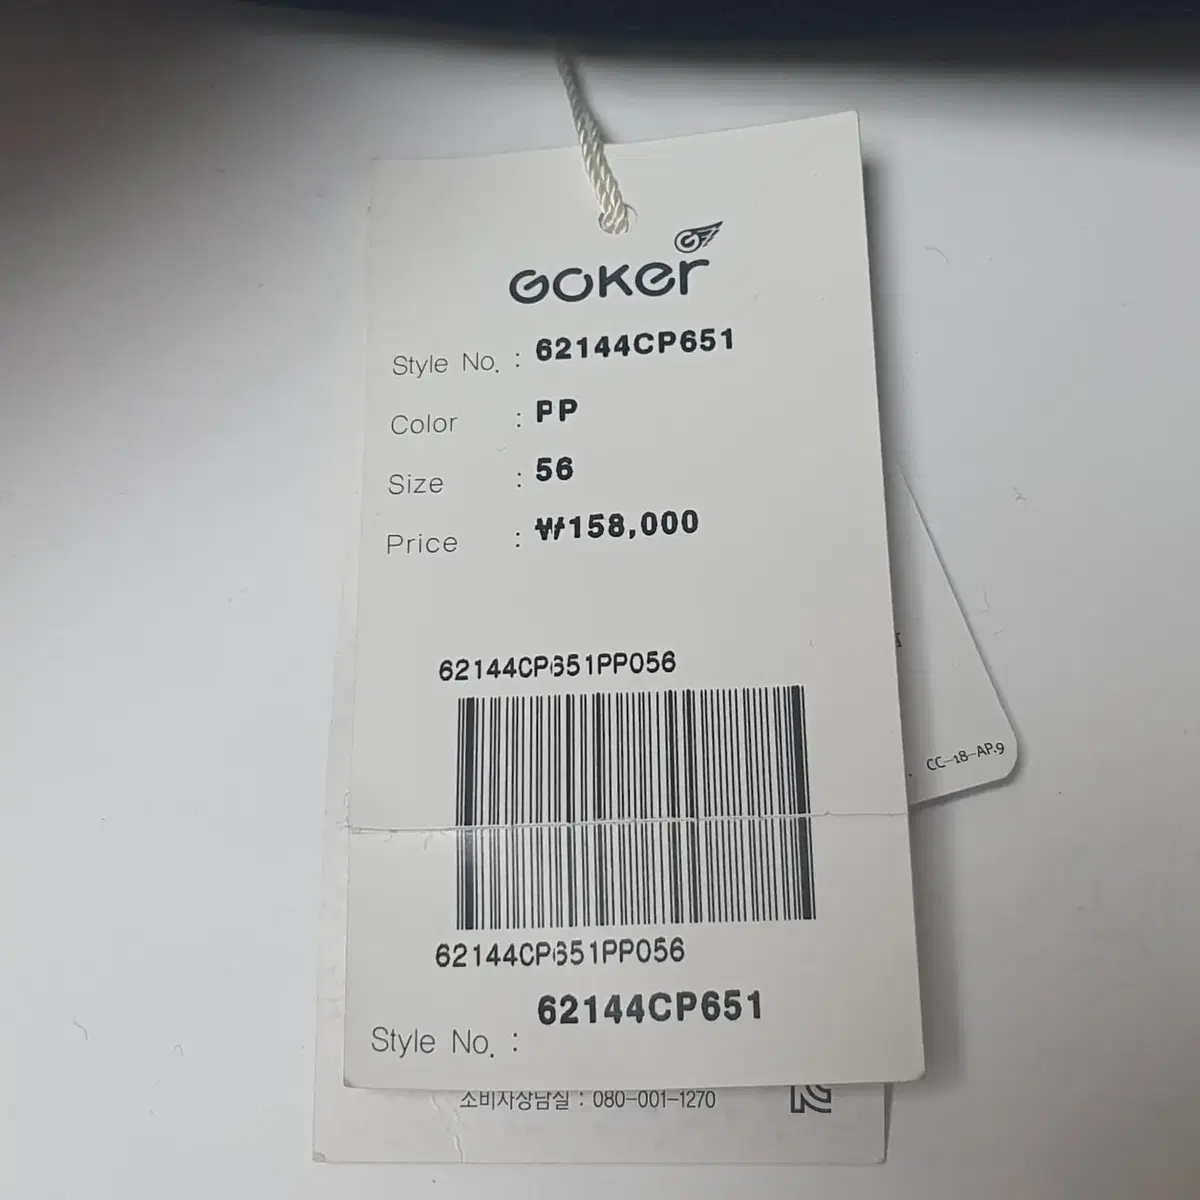 GOKER
Style No. : 62144CP651
Color : PP
Size : 56
Price : ₩158,000
62144CP651PP056
62144CP651PP056
Style No. : 62144CP651
CC-18-AP.9
소비자상담실 : 080-001-1270